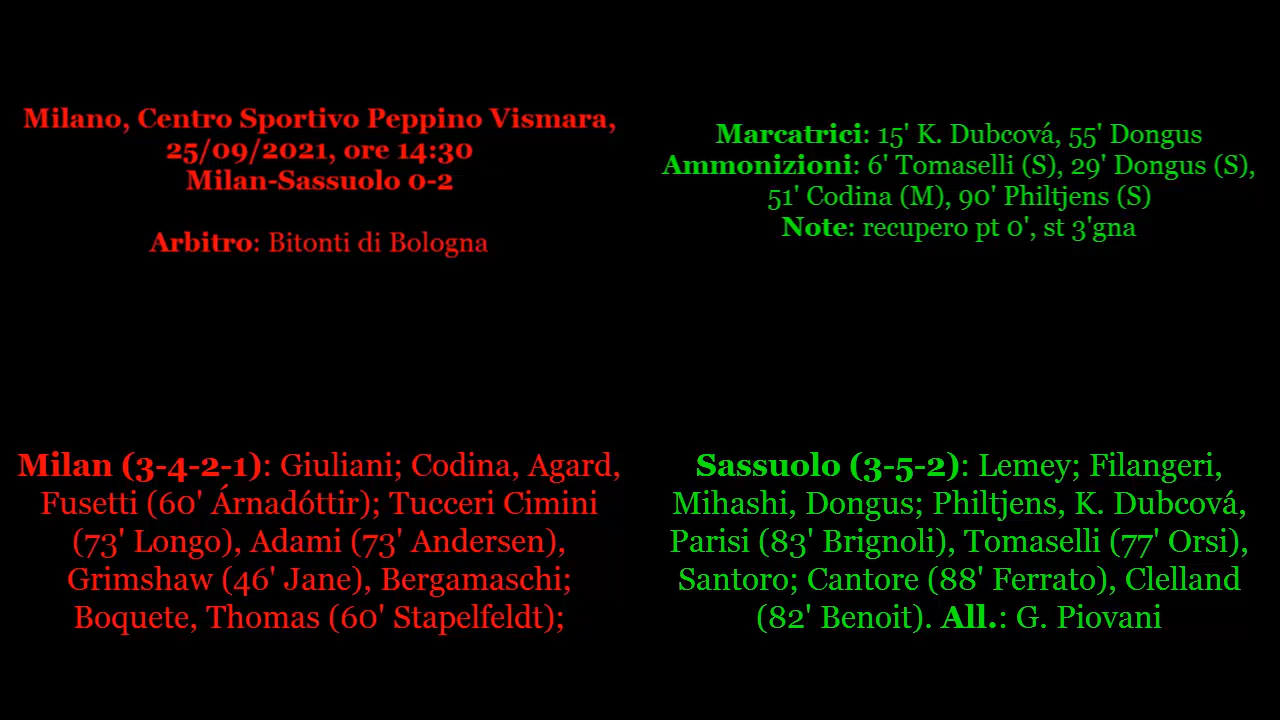 Milano, Centro Sportivo Peppino Vismara,
25/09/2021, ore 14:30
Milan-Sassuolo 0-2
Arbitro: Bitonti di Bologna
Marcatrici: 15' K. Dubcová, 55' Dongus
Ammonizioni: 6' Tomaselli (S), 29' Dongus (S),
51' Codina (M), 90' Philtjens (S)
Note: recupero pt 0', st 3'gna
Milan (3-4-2-1): Giuliani; Codina, Agard,
Fusetti (60' Árnadóttir); Tucceri Cimini
(73' Longo), Adami (73' Andersen),
Grimshaw (46' Jane), Bergamaschi;
Boquete, Thomas (60' Stapelfeldt);
Sassuolo (3-5-2): Lemey; Filangeri,
Mihashi, Dongus; Philtjens, K. Dubcová,
Parisi (83' Brignoli), Tomaselli (77' Orsi),
Santoro; Cantore (88' Ferrato), Clelland
(82' Benoit). All.: G. Piovani